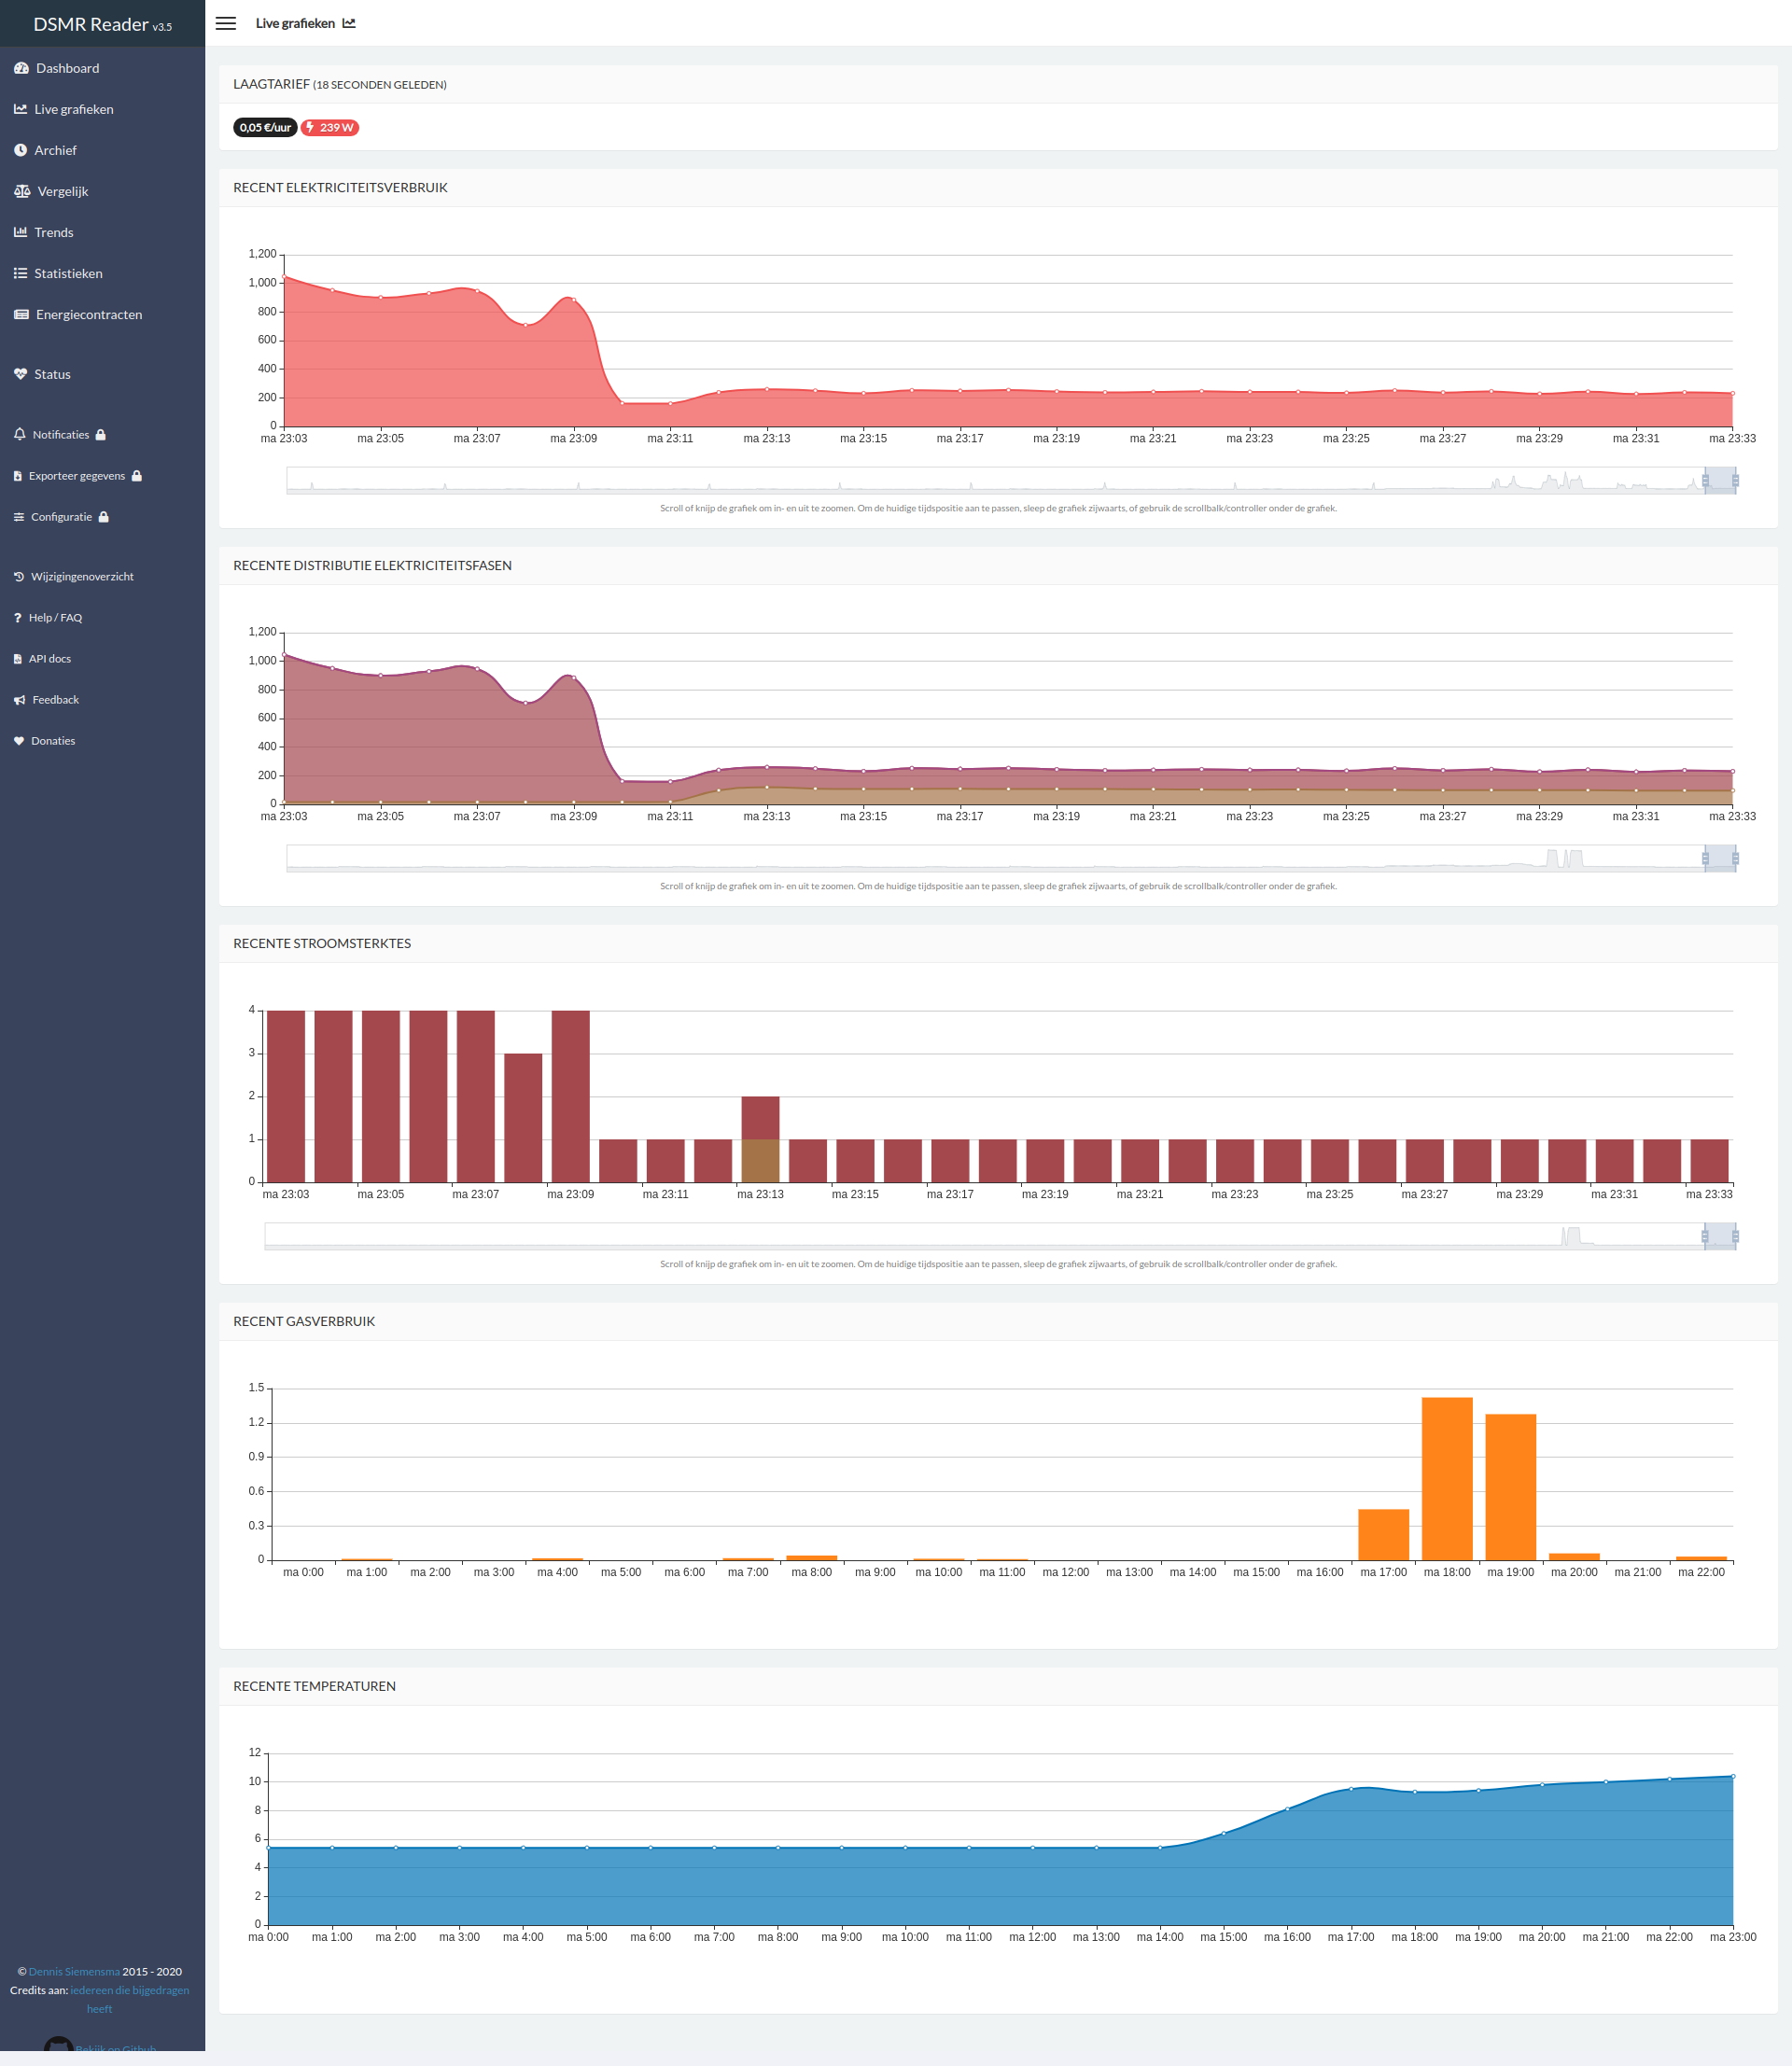 DSMR Reader v3.5
Dashboard
Live grafieken
Archief
Vergelijk
Trends
Statistieken
Energiecontracten
Status
Notificaties
Exporteer gegevens
Configuratie
Wijzigingenoverzicht
Help / FAQ
API docs
Feedback
Donaties
© Dennis Siemensma 2015 - 2020
Credits aan: iedereen die bijgedragen
heeft
Bekijk op Github
Live grafieken
LAAGTARIEF (18 SECONDEN GELEDEN)
0,05 €/uur 239 W
RECENT ELEKTRICITEITSVERBRUIK
1,200
1,000
800
600
400
200
0
ma 23:03 ma 23:05 ma 23:07 ma 23:09 ma 23:11 ma 23:13 ma 23:15 ma 23:17 ma 23:19 ma 23:21 ma 23:23 ma 23:25 ma 23:27 ma 23:29 ma 23:31 ma 23:33
Scroll of knijp de grafiek om in- en uit te zoomen. Om de huidige tijdspositie aan te passen, sleep de grafiek zijwaarts, of gebruik de scrollbalk/controller onder de grafiek.
RECENTE DISTRIBUTIE ELEKTRICITEITSFASEN
1,200
1,000
800
600
400
200
0
ma 23:03 ma 23:05 ma 23:07 ma 23:09 ma 23:11 ma 23:13 ma 23:15 ma 23:17 ma 23:19 ma 23:21 ma 23:23 ma 23:25 ma 23:27 ma 23:29 ma 23:31 ma 23:33
Scroll of knijp de grafiek om in- en uit te zoomen. Om de huidige tijdspositie aan te passen, sleep de grafiek zijwaarts, of gebruik de scrollbalk/controller onder de grafiek.
RECENTE STROOMSTERKTES
4
3
2
1
0
ma 23:03 ma 23:05 ma 23:07 ma 23:09 ma 23:11 ma 23:13 ma 23:15 ma 23:17 ma 23:19 ma 23:21 ma 23:23 ma 23:25 ma 23:27 ma 23:29 ma 23:31 ma 23:33
Scroll of knijp de grafiek om in- en uit te zoomen. Om de huidige tijdspositie aan te passen, sleep de grafiek zijwaarts, of gebruik de scrollbalk/controller onder de grafiek.
RECENT GASVERBRUIK
1.5
1.2
0.9
0.6
0.3
0
ma 0:00 ma 1:00 ma 2:00 ma 3:00 ma 4:00 ma 5:00 ma 6:00 ma 7:00 ma 8:00 ma 9:00 ma 10:00 ma 11:00 ma 12:00 ma 13:00 ma 14:00 ma 15:00 ma 16:00 ma 17:00 ma 18:00 ma 19:00 ma 20:00 ma 21:00 ma 22:00
RECENTE TEMPERATUREN
12
10
8
6
4
2
0
ma 0:00 ma 1:00 ma 2:00 ma 3:00 ma 4:00 ma 5:00 ma 6:00 ma 7:00 ma 8:00 ma 9:00 ma 10:00 ma 11:00 ma 12:00 ma 13:00 ma 14:00 ma 15:00 ma 16:00 ma 17:00 ma 18:00 ma 19:00 ma 20:00 ma 21:00 ma 22:00 ma 23:00